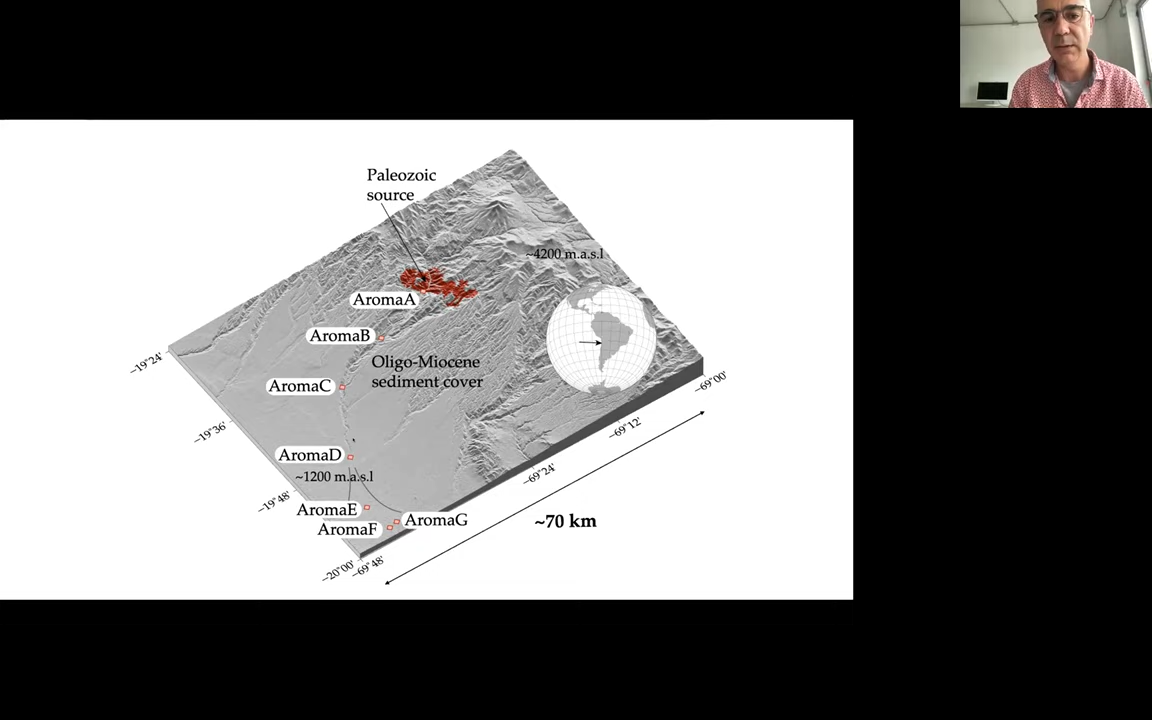 Paleozoic
source
~4200 m.a.s.l
AromaA
AromaB
Oligo-Miocene
sediment cover
AromaC
AromaD
~1200 m.a.s.l
AromaE
AromaF
AromaG
~70 km
−19°24'
−19°36'
−19°48'
−20°00'
−69°48'
−69°24'
−69°12'
−69°00'